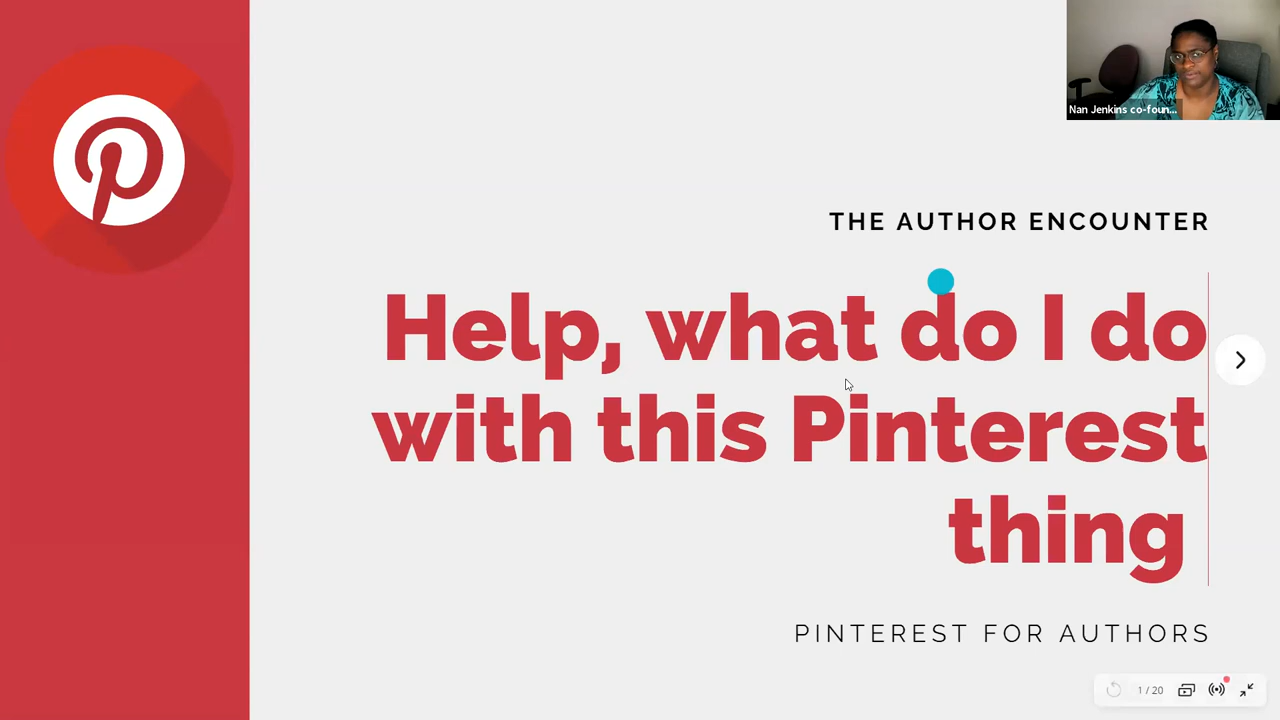 Nan Jenkins co-foun...
THE AUTHOR ENCOUNTER
Help, what do I do
with this Pinterest
thing
PINTEREST FOR AUTHORS
1 / 20